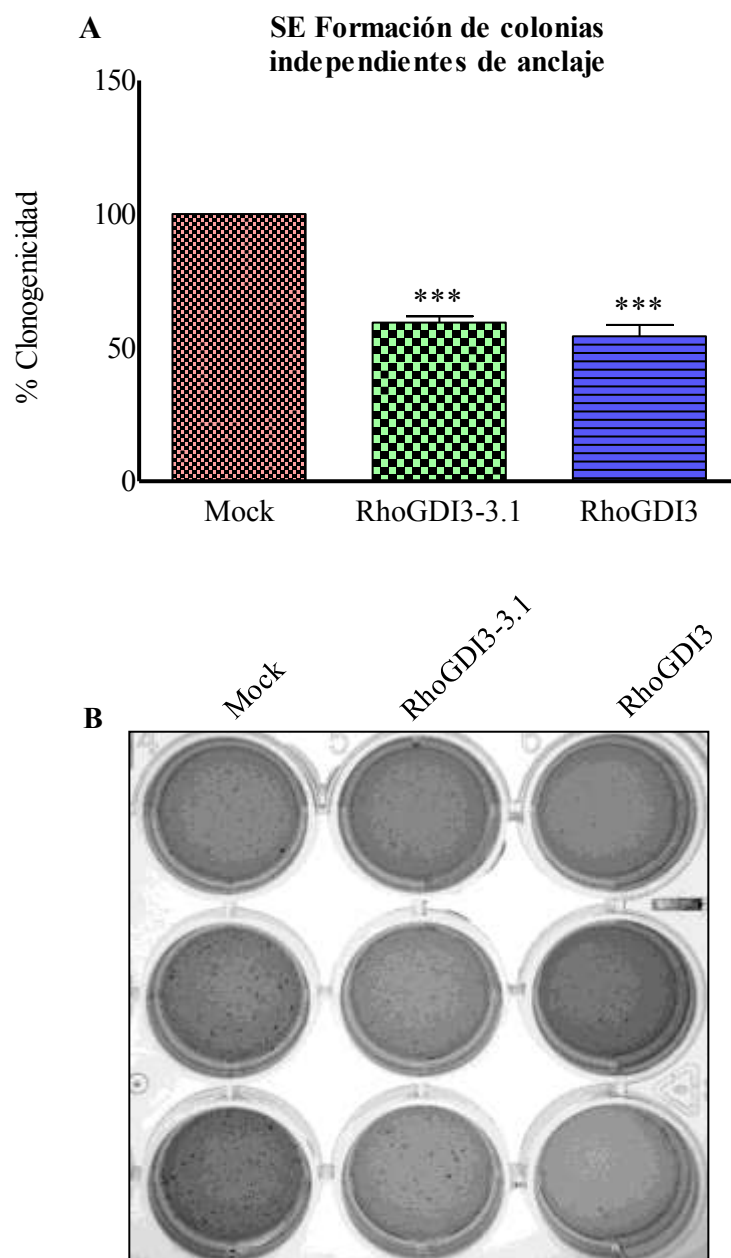 A
SE Formación de colonias
independientes de anclaje
% Clonogenicidad
150
100
50
0
***
***
Mock
RhoGDI3-3.1
RhoGDI3
B
Mock
RhoGDI3-3.1
RhoGDI3